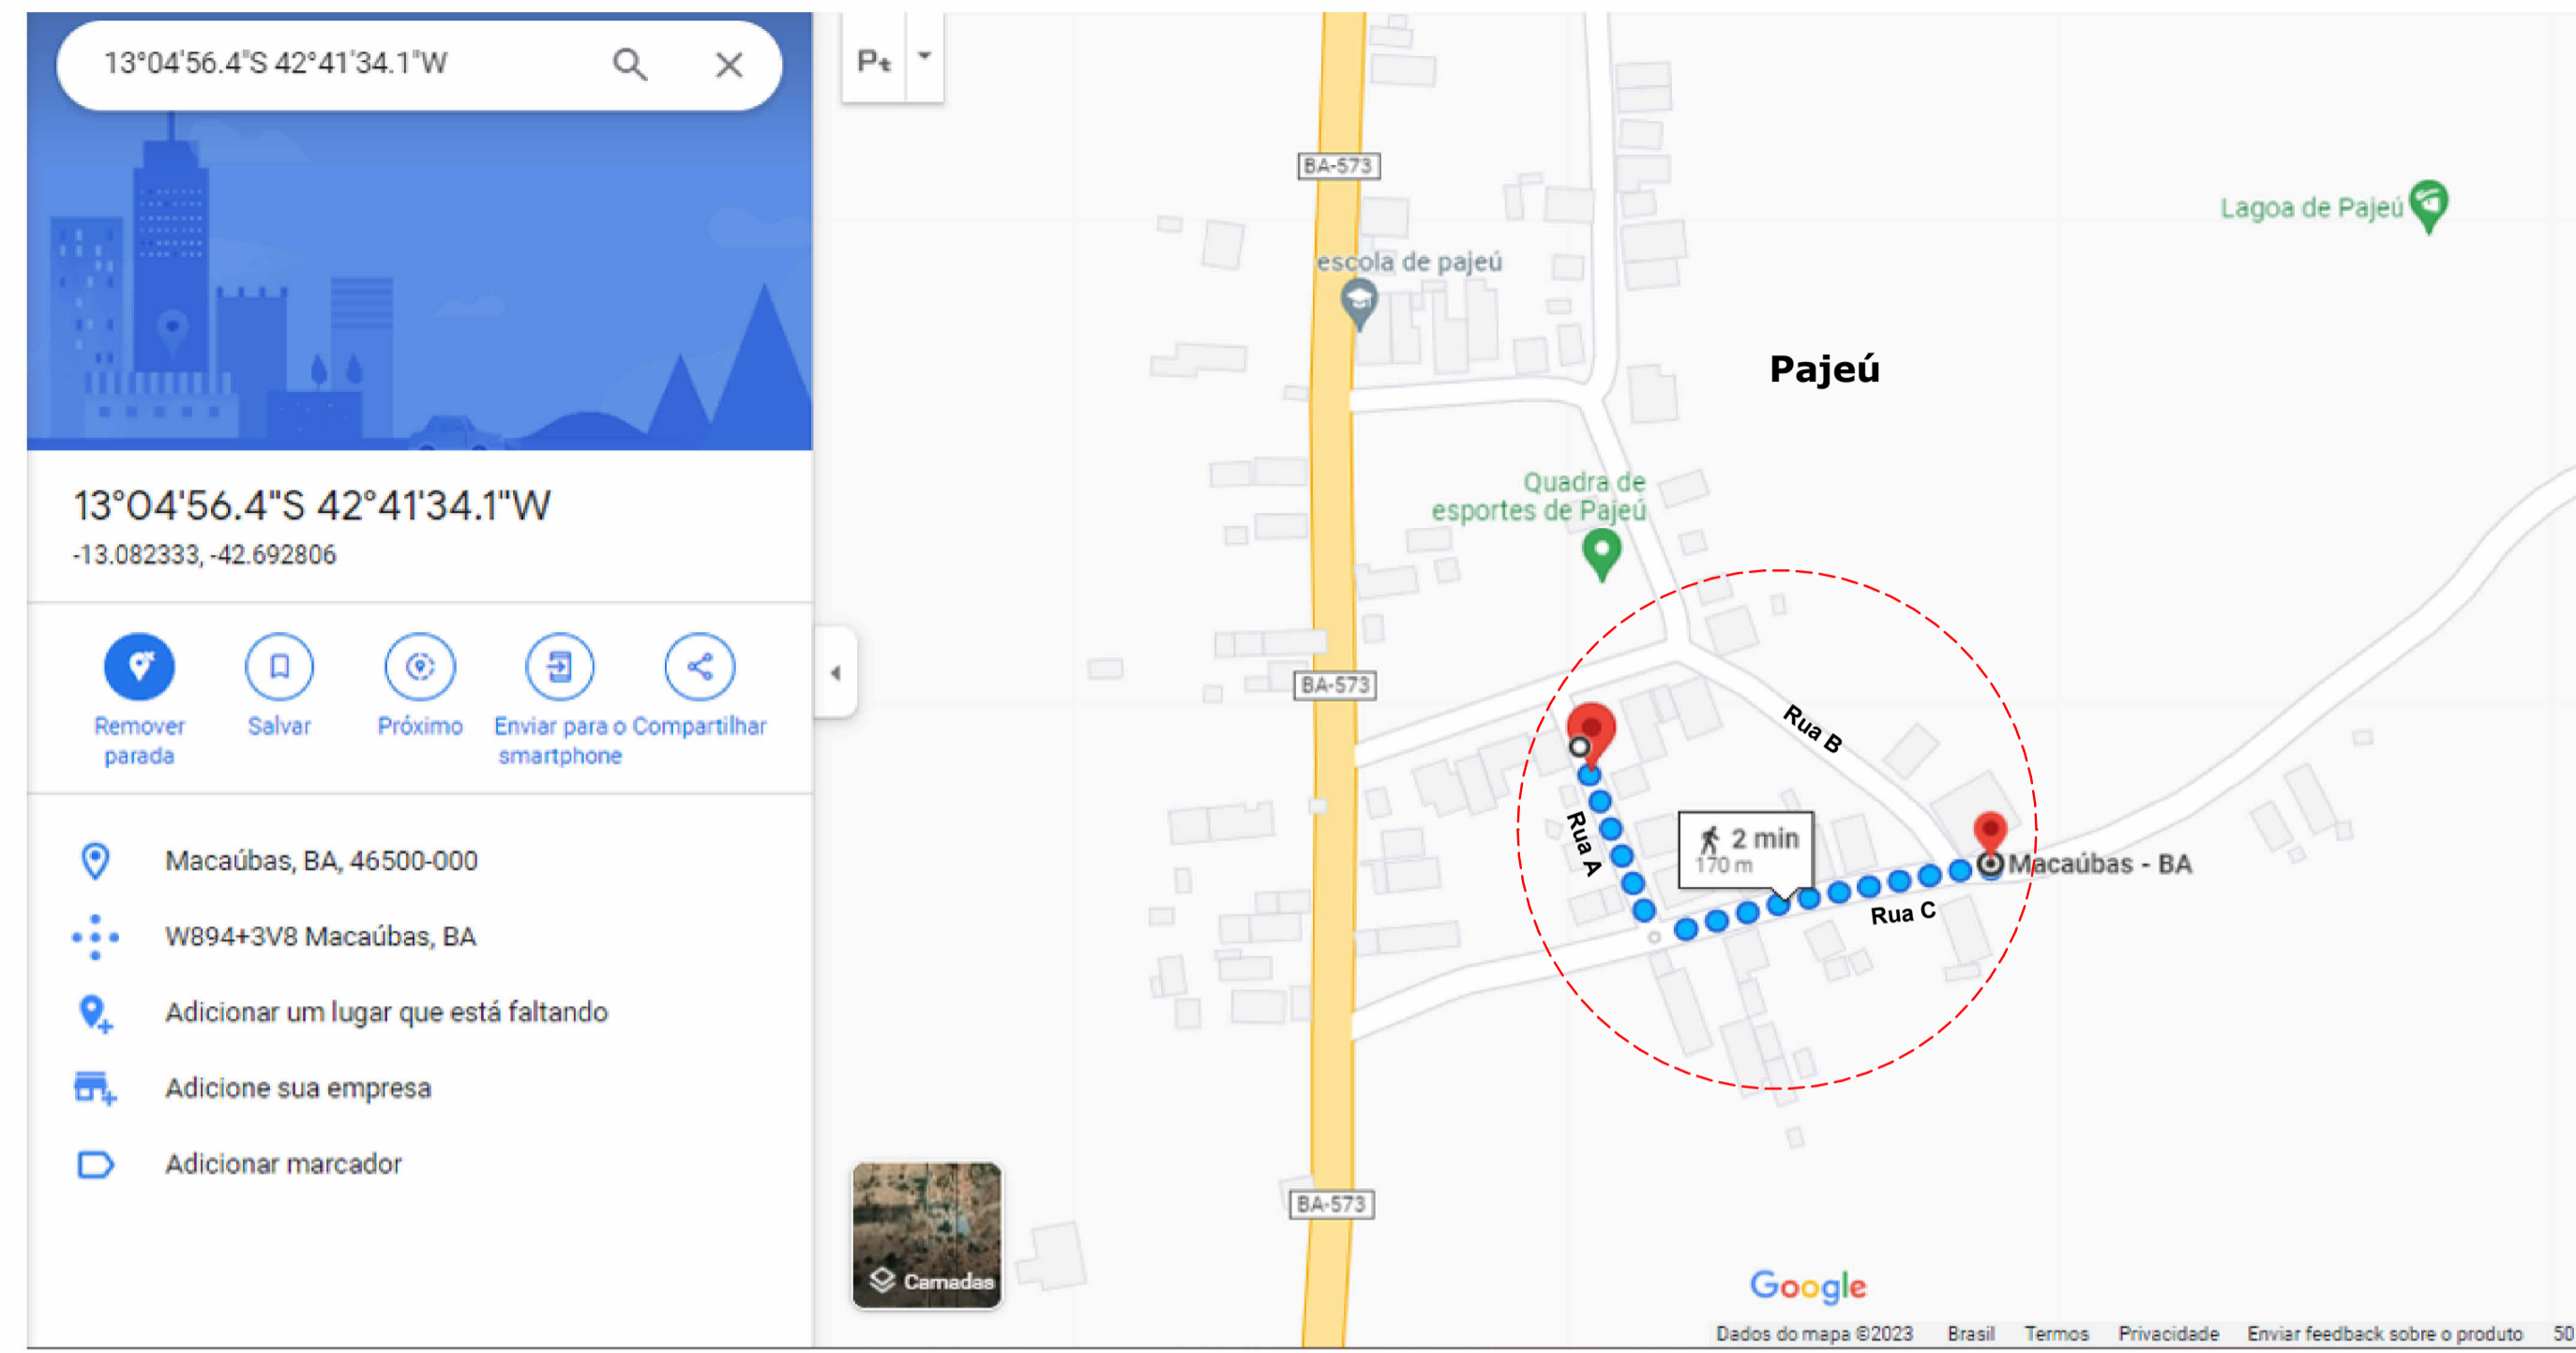 13°04'56.4"S 42°41'34.1"W
13°04'56.4"S 42°41'34.1"W
-13.082333, -42.692806
Remover
parada
Salvar
Próximo
Enviar para o
smartphone
Compartilhar
Macaúbas, BA, 46500-000
W894+3V8 Macaúbas, BA
Adicionar um lugar que está faltando
Adicione sua empresa
Adicionar marcador
BA-573
Lagoa de Pajeú
escola de pajeú
Pajeú
Quadra de
esportes de Pajeú
BA-573
Rua B
Rua A
2 min
170 m
Macaúbas - BA
Rua C
BA-573
Camadas
Google
Dados do mapa ©2023 Brasil Termos Privacidade Enviar feedback sobre o produto 50